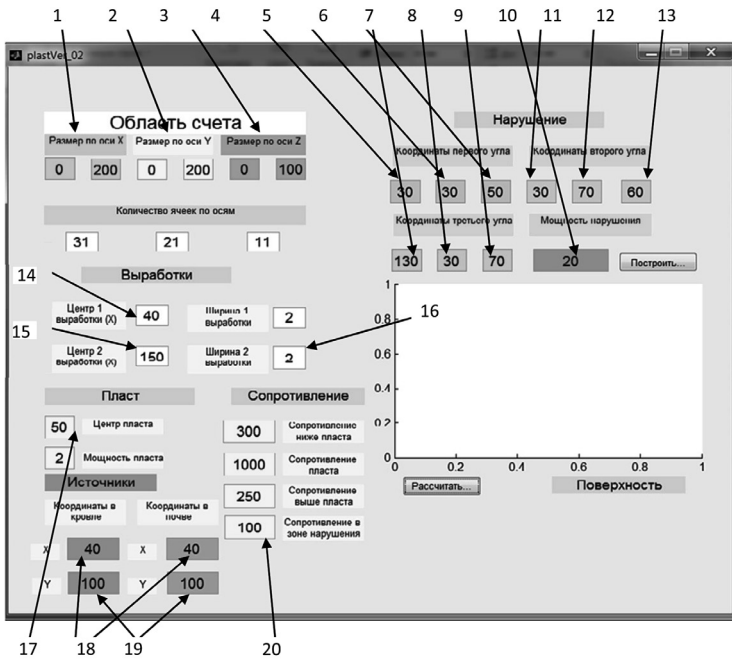 1 2 3 4 5 6 7 8 9 10 11 12 13
plastVer_02
Область счета
Размер по оси X Размер по оси Y Размер по оси Z
0 200 0 200 0 100
Количество ячеек по осям
31 21 11
Нарушение
Координаты первого угла Координаты второго угла
30 30 50 30 70 60
Координаты третьего угла Мощность нарушения
130 30 70 20 Построить...
14
15
16
Выработки
Центр 1 выработки (X) 40 Ширина 1 выработки 2
Центр 2 выработки (X) 150 Ширина 2 выработки 2
Пласт
50 Центр пласта
2 Мощность пласта
Сопротивление
300 Сопротивление ниже пласта
1000 Сопротивление пласта
250 Сопротивление выше пласта
100 Сопротивление в зоне нарушения
Источники
Координаты в кровле Координаты в почве
X 40 X 40
Y 100 Y 100
1
0.8
0.6
0.4
0.2
0
0 0.2 0.4 0.6 0.8 1
Рассчитать... Поверхность
17 18 19 20